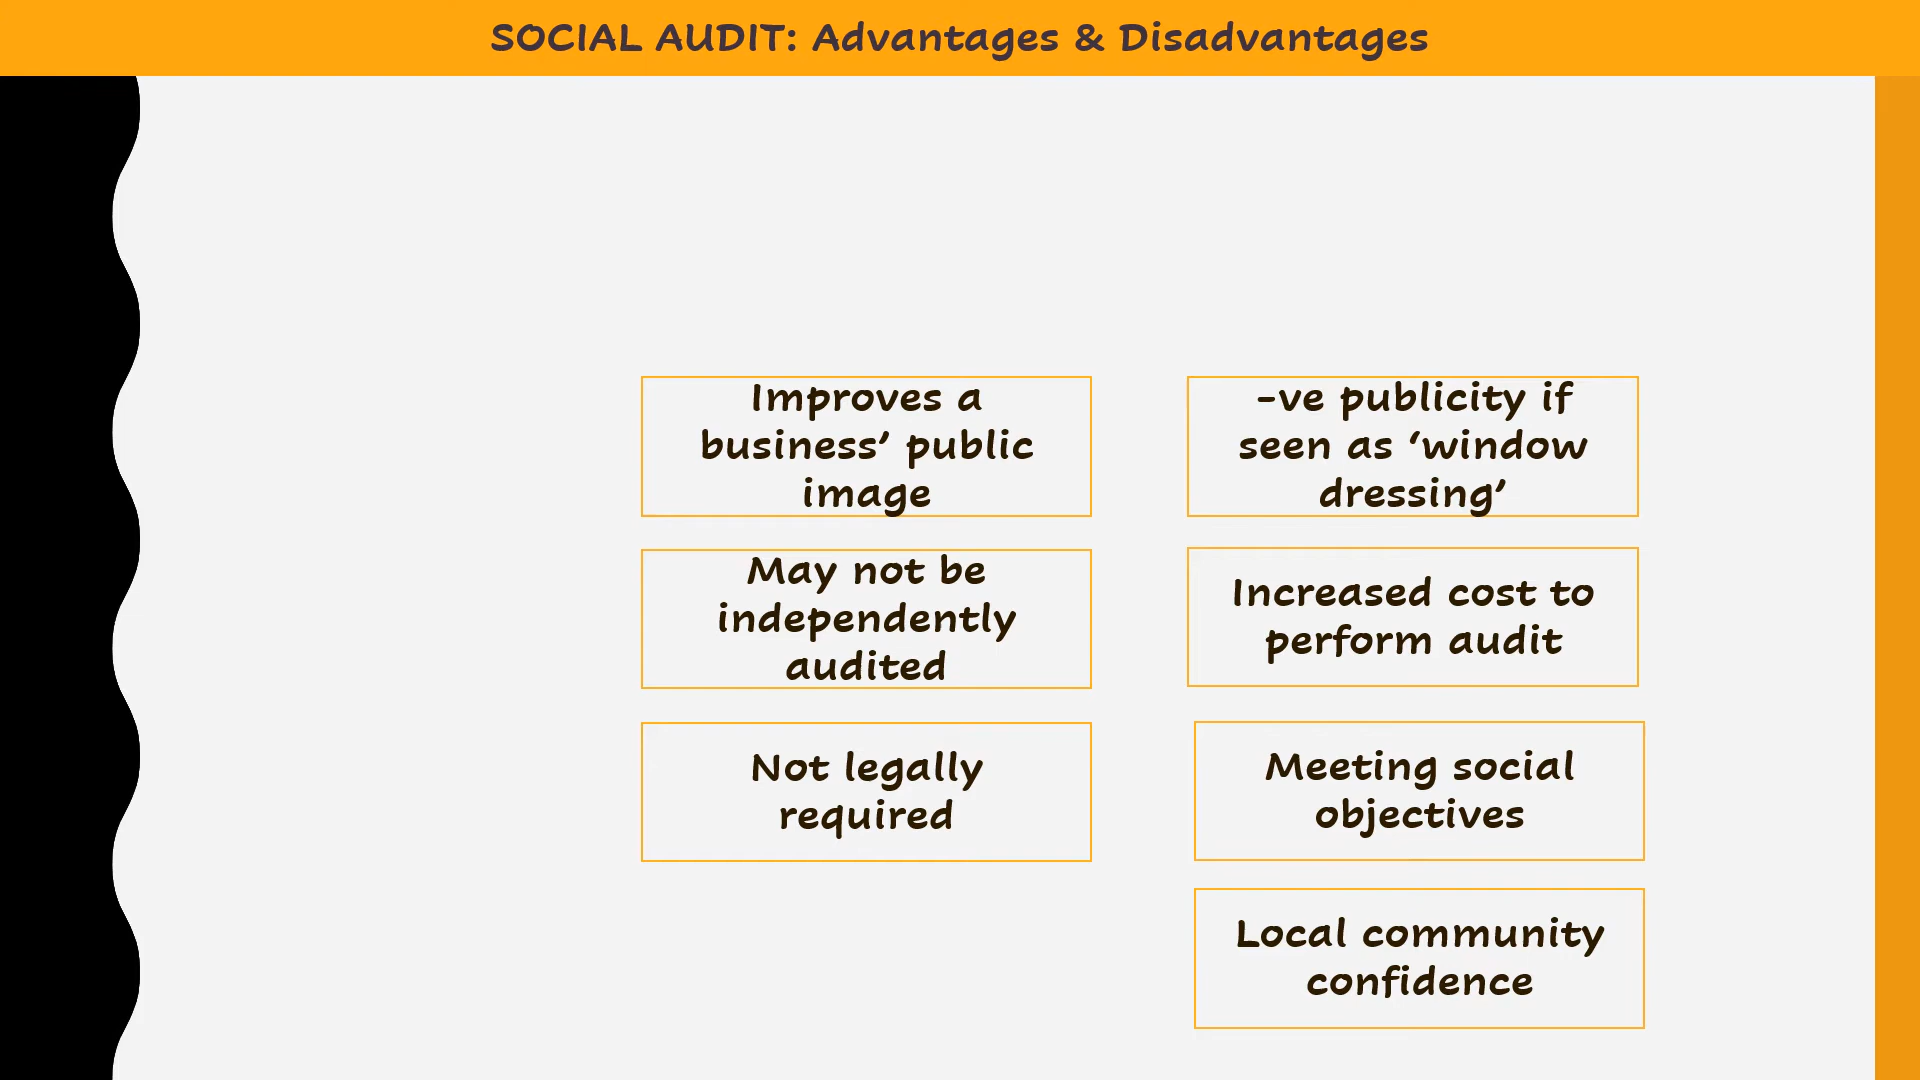 SOCIAL AUDIT: Advantages & Disadvantages
Improves a
business’ public
image
-ve publicity if
seen as ‘window
dressing’
May not be
independently
audited
Increased cost to
perform audit
Not legally
required
Meeting social
objectives
Local community
confidence